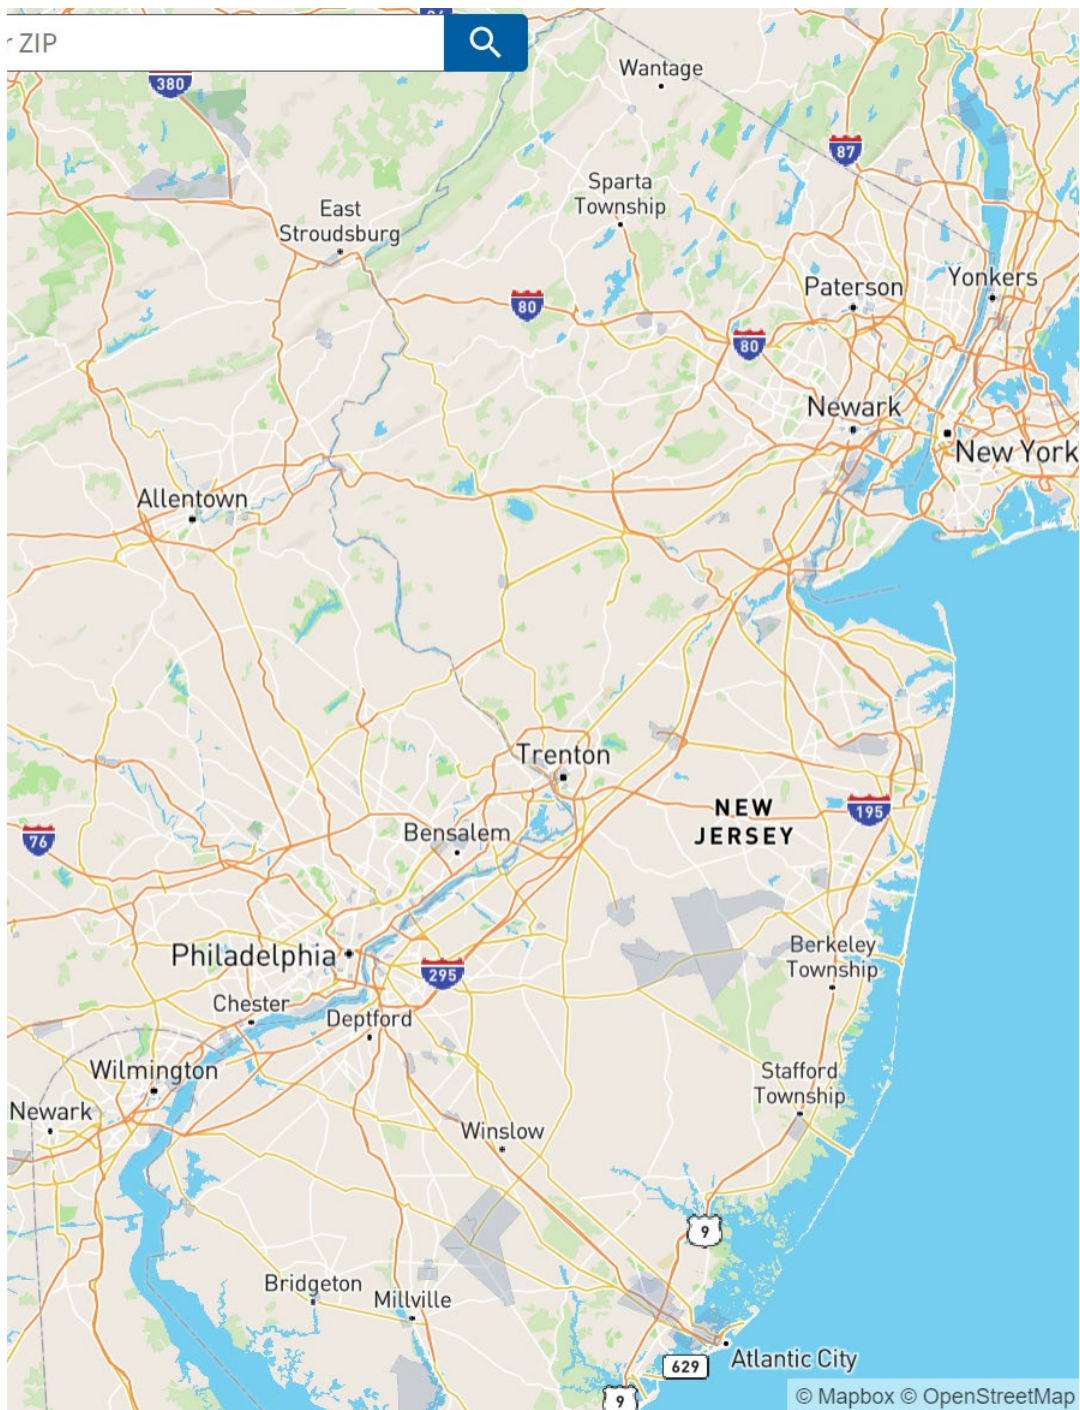 ZIP
380
Wantage
87
Sparta
Township
East
Stroudsburg
80
Paterson
Yonkers
80
Newark
New York
Allentown
Trenton
NEW
JERSEY
195
76
Bensalem
Philadelphia
295
Berkeley
Township
Chester
Deptford
Wilmington
Stafford
Township
Newark
Winslow
9
Bridgeton
Millville
Atlantic City
629
9
© Mapbox © OpenStreetMap